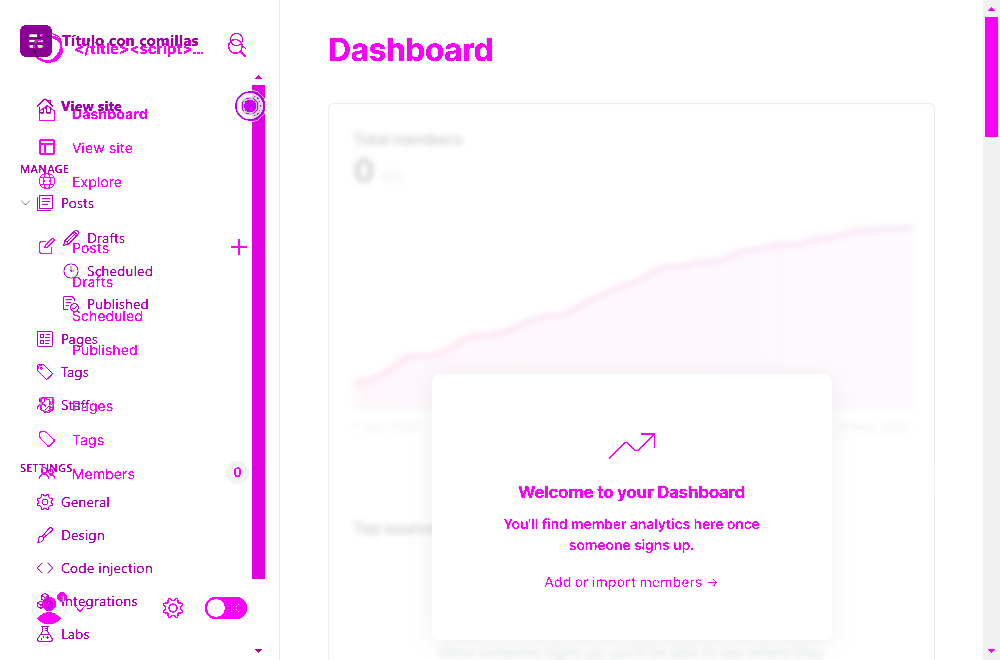 Título con comillas
</title><script>...
View site
Dashboard
View site
MANAGE
Explore
Posts
Drafts
Posts
Scheduled
Drafts
Published
Scheduled
Pages
Published
Tags
Staff
Pages
Tags
SETTINGS
Members
0
General
Design
Code injection
Integrations
Labs
Dashboard
Total members
0
Top sources
Welcome to your Dashboard
You'll find member analytics here once
someone signs up.
Add or import members →